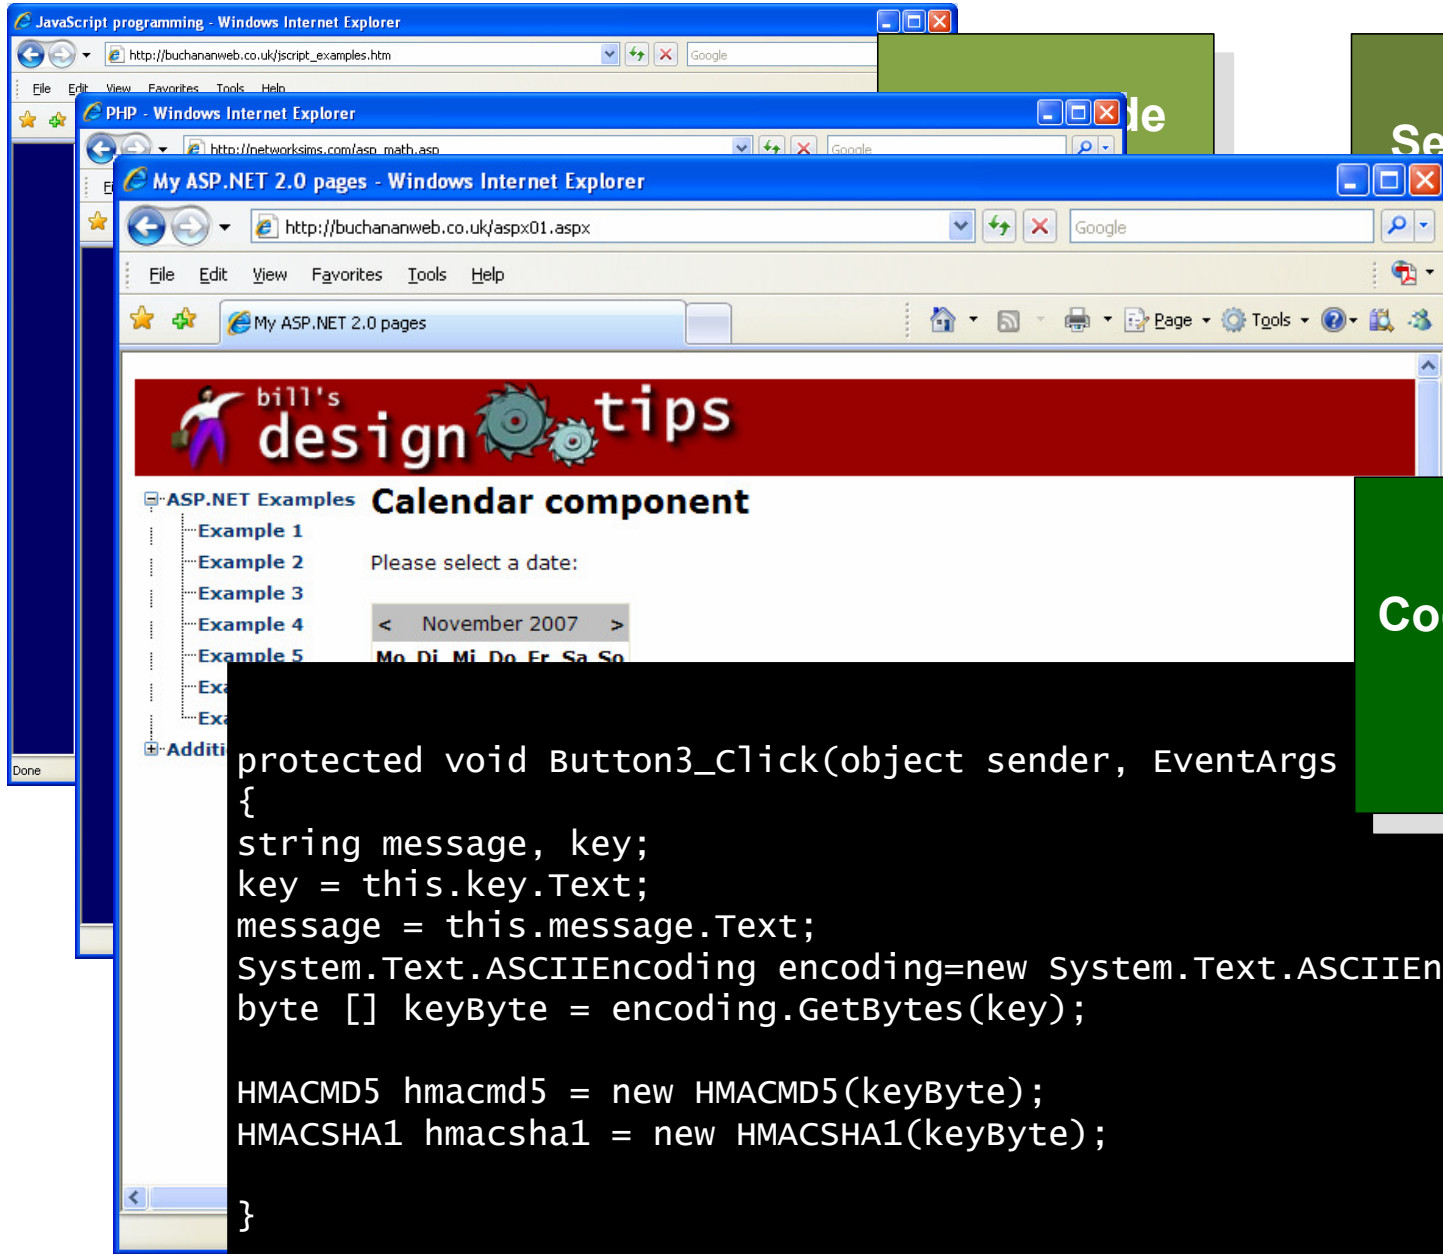 JavaScript programming - Windows Internet Explorer
http://buchananweb.co.uk/jscript_examples.htm
Google
File Edit View Favorites Tools Help
PHP - Windows Internet Explorer
http://networksims.com/asp_math.asp
Google
de
Se
My ASP.NET 2.0 pages - Windows Internet Explorer
http://buchananweb.co.uk/aspx01.aspx
Google
File Edit View Favorites Tools Help
My ASP.NET 2.0 pages
Page Tools
bill's
design tips
ASP.NET Examples
Example 1
Example 2
Example 3
Example 4
Example 5
Exa
Exa
Additi
Calendar component
Please select a date:
< November 2007 >
Mo Di Mi Do Fr Sa So
Co
Done
protected void Button3_Click(object sender, EventArgs
{
string message, key;
key = this.key.Text;
message = this.message.Text;
System.Text.ASCIIEncoding encoding=new System.Text.ASCIIEn
byte [] keyByte = encoding.GetBytes(key);
HMACMD5 hmacmd5 = new HMACMD5(keyByte);
HMACSHA1 hmacsha1 = new HMACSHA1(keyByte);
}